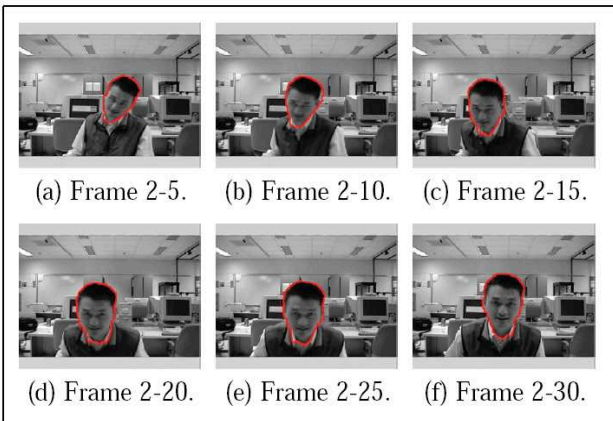 (a) Frame 2-5. (b) Frame 2-10. (c) Frame 2-15.
(d) Frame 2-20. (e) Frame 2-25. (f) Frame 2-30.